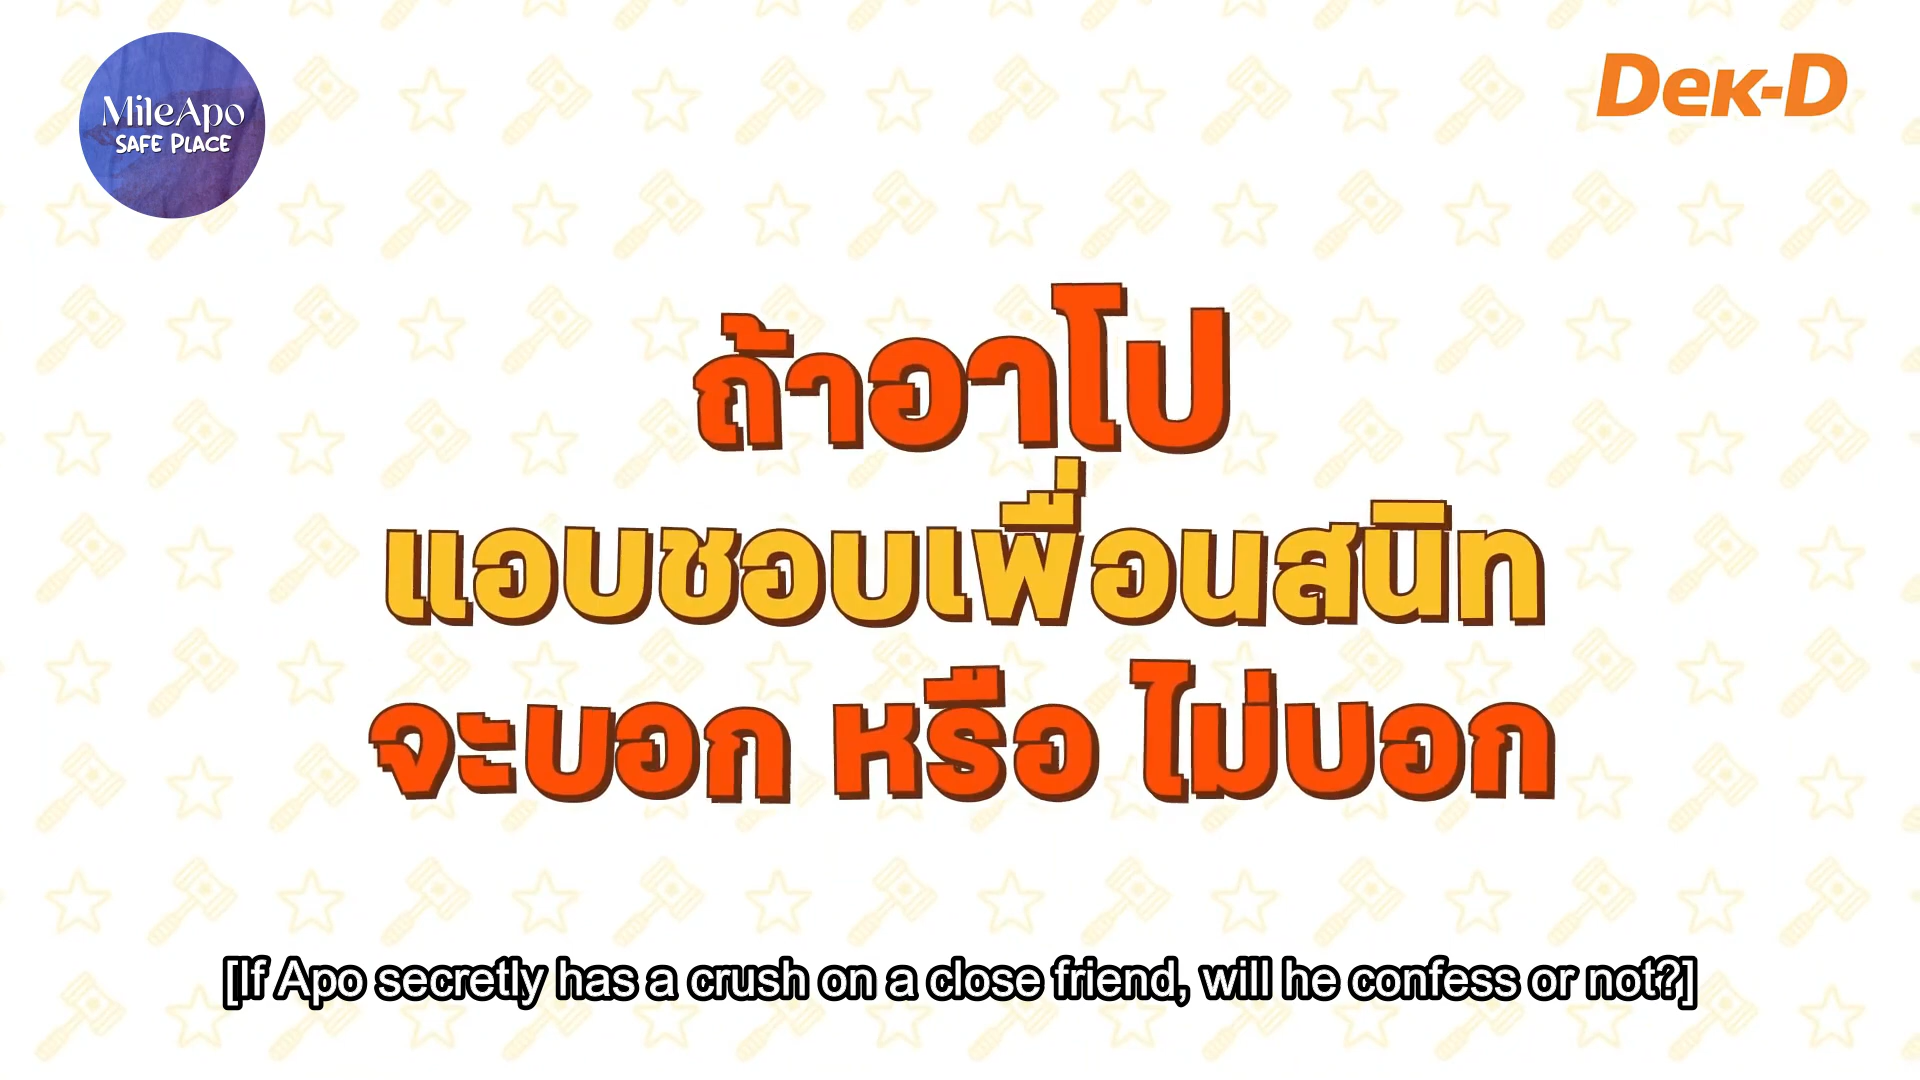 MileApo
SAFE PLACE
Dek-D
ถ้าอาโป
แอบชอบเพื่อนสนิท
จะบอก หรือ ไม่บอก
[If Apo secretly has a crush on a close friend, will he confess or not?]